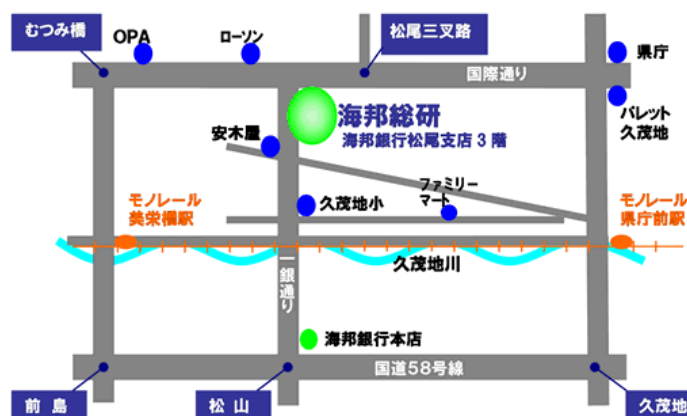 むつみ橋
OPA
ローソン
松尾三叉路
県庁
国際通り
海邦総研
海邦銀行松尾支店3階
パレット
久茂地
安木屋
ファミリー
マート
久茂地小
モノレール
美栄橋駅
モノレール
県庁前駅
久茂地川
一銀通り
海邦銀行本店
国道58号線
前島
松山
久茂地